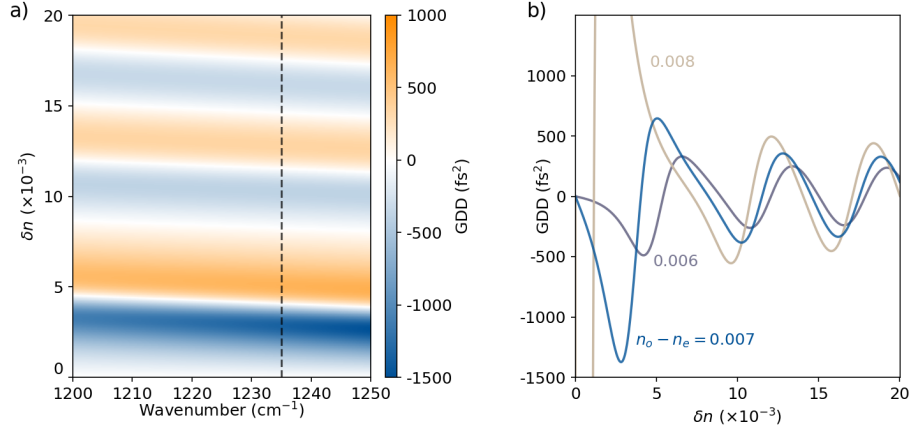 a)
20
15
10
5
0
δn (×10⁻³)
1200 1210 1220 1230 1240 1250
Wavenumber (cm⁻¹)
1000
500
0
-500
-1000
-1500
GDD (fs²)
b)
1000
500
0
-500
-1000
-1500
GDD (fs²)
0.008
0.006
nₒ − nₑ = 0.007
0 5 10 15 20
δn (×10⁻³)